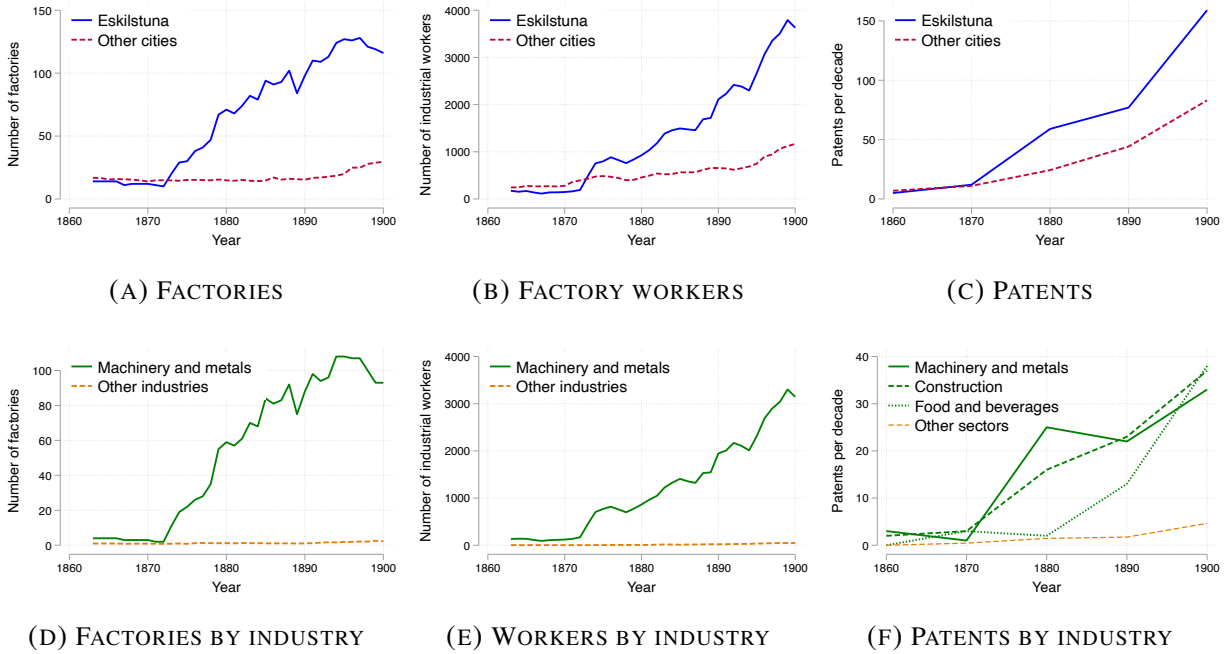 Number of factories
150
100
50
0
Eskilstuna
Other cities
1860 1870 1880 1890 1900
Year
(A) FACTORIES
Number of industrial workers
4000
3000
2000
1000
0
Eskilstuna
Other cities
1860 1870 1880 1890 1900
Year
(B) FACTORY WORKERS
Patents per decade
150
100
50
0
Eskilstuna
Other cities
1860 1870 1880 1890 1900
Year
(C) PATENTS
Number of factories
100
80
60
40
20
0
Machinery and metals
Other industries
1860 1870 1880 1890 1900
Year
(D) FACTORIES BY INDUSTRY
Number of industrial workers
4000
3000
2000
1000
0
Machinery and metals
Other industries
1860 1870 1880 1890 1900
Year
(E) WORKERS BY INDUSTRY
Patents per decade
40
30
20
10
0
Machinery and metals
Construction
Food and beverages
Other sectors
1860 1870 1880 1890 1900
Year
(F) PATENTS BY INDUSTRY